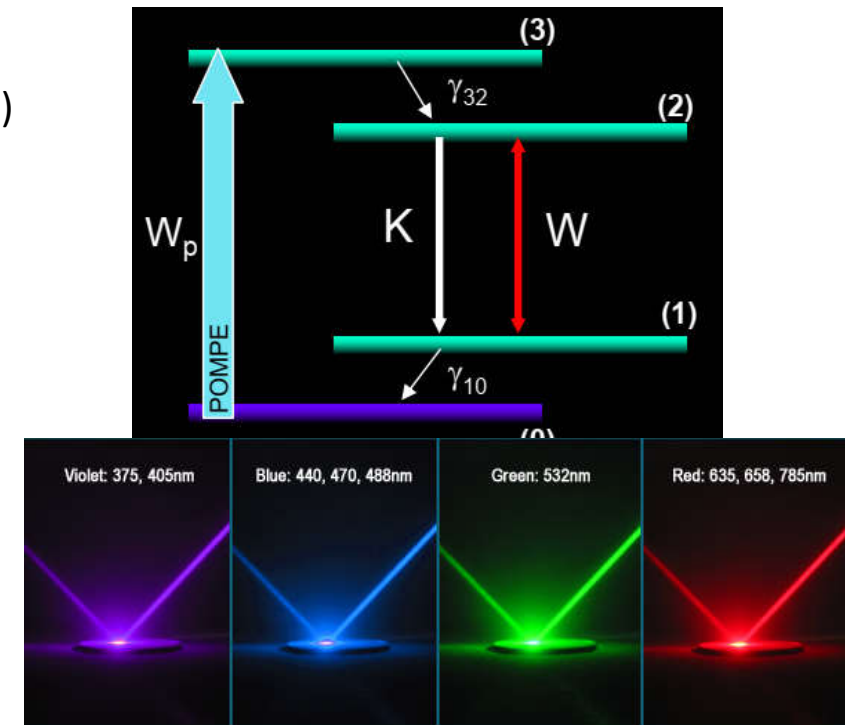 (3)
)
γ32
(2)
Wp
K
W
POMPE
(1)
γ10
Violet: 375, 405nm
Blue: 440, 470, 488nm
Green: 532nm
Red: 635, 658, 785nm